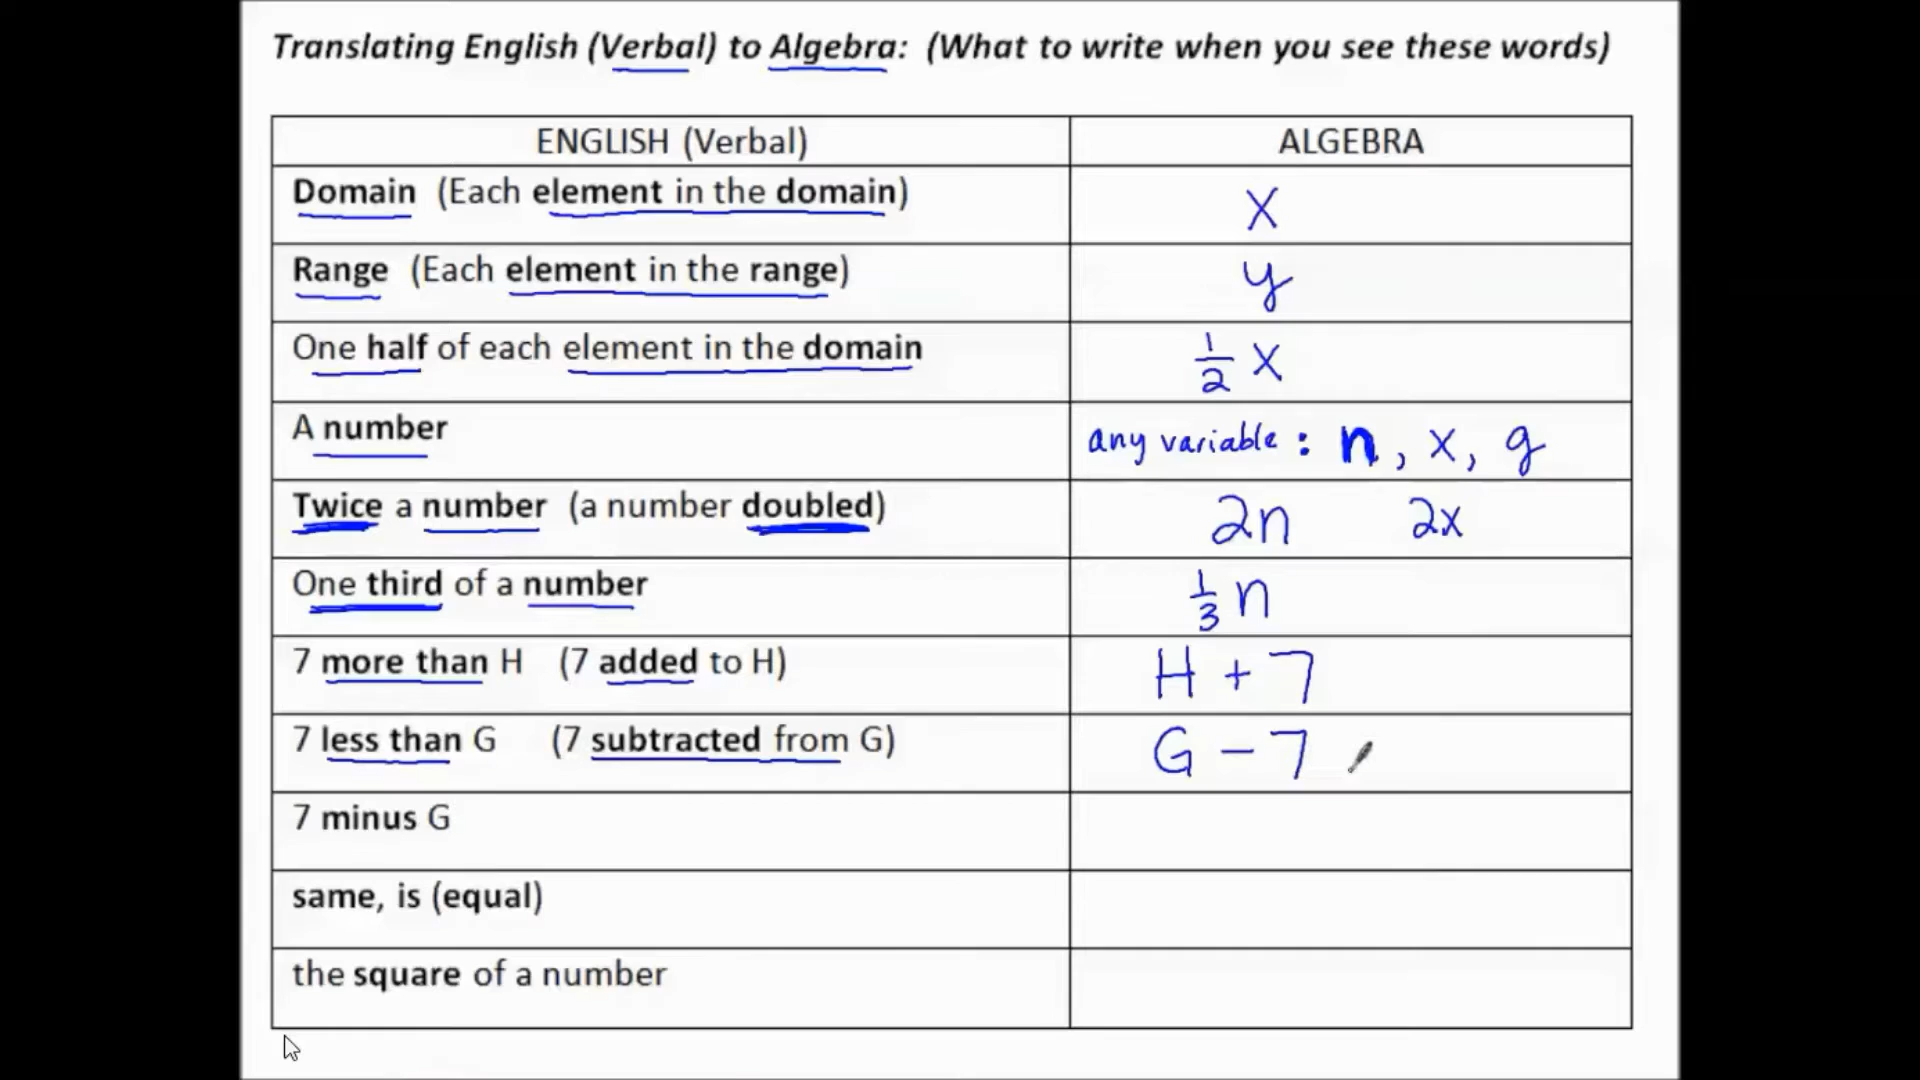 Translating English (Verbal) to Algebra: (What to write when you see these words)
ENGLISH (Verbal) ALGEBRA
Domain (Each element in the domain) x
Range (Each element in the range) y
One half of each element in the domain 1/2 x
A number any variable : n, x, g
Twice a number (a number doubled) 2n 2x
One third of a number 1/3 n
7 more than H (7 added to H) H + 7
7 less than G (7 subtracted from G) G - 7
7 minus G
same, is (equal)
the square of a number